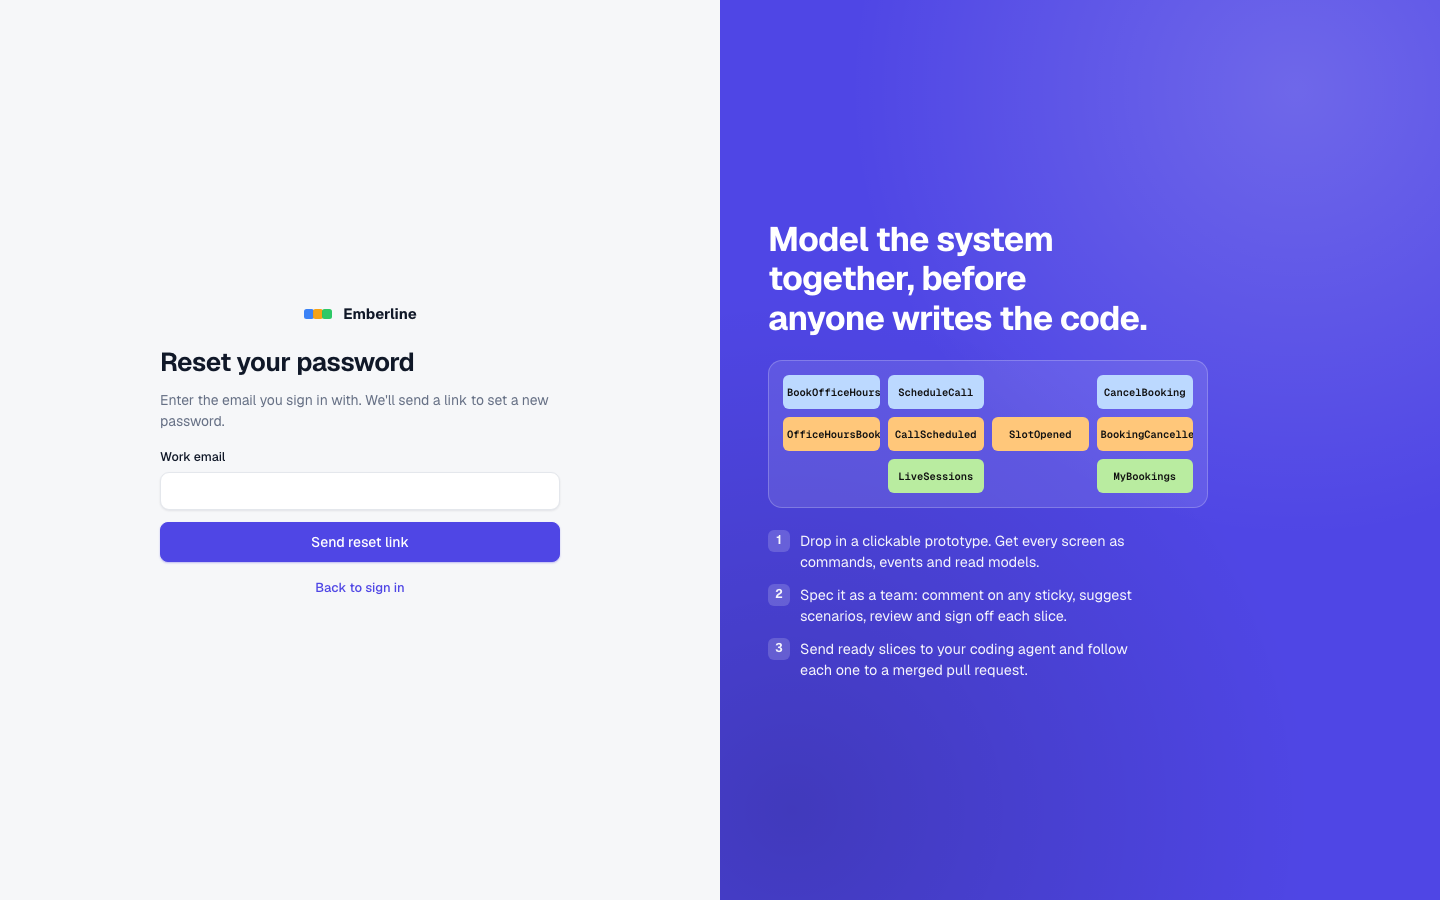 Emberline
Reset your password
Enter the email you sign in with. We'll send a link to set a new
password.
Work email
Send reset link
Back to sign in
Model the system
together, before
anyone writes the code.
BookOfficeHours ScheduleCall CancelBooking
OfficeHoursBook CallScheduled SlotOpened BookingCancelle
LiveSessions MyBookings
1 Drop in a clickable prototype. Get every screen as
commands, events and read models.
2 Spec it as a team: comment on any sticky, suggest
scenarios, review and sign off each slice.
3 Send ready slices to your coding agent and follow
each one to a merged pull request.